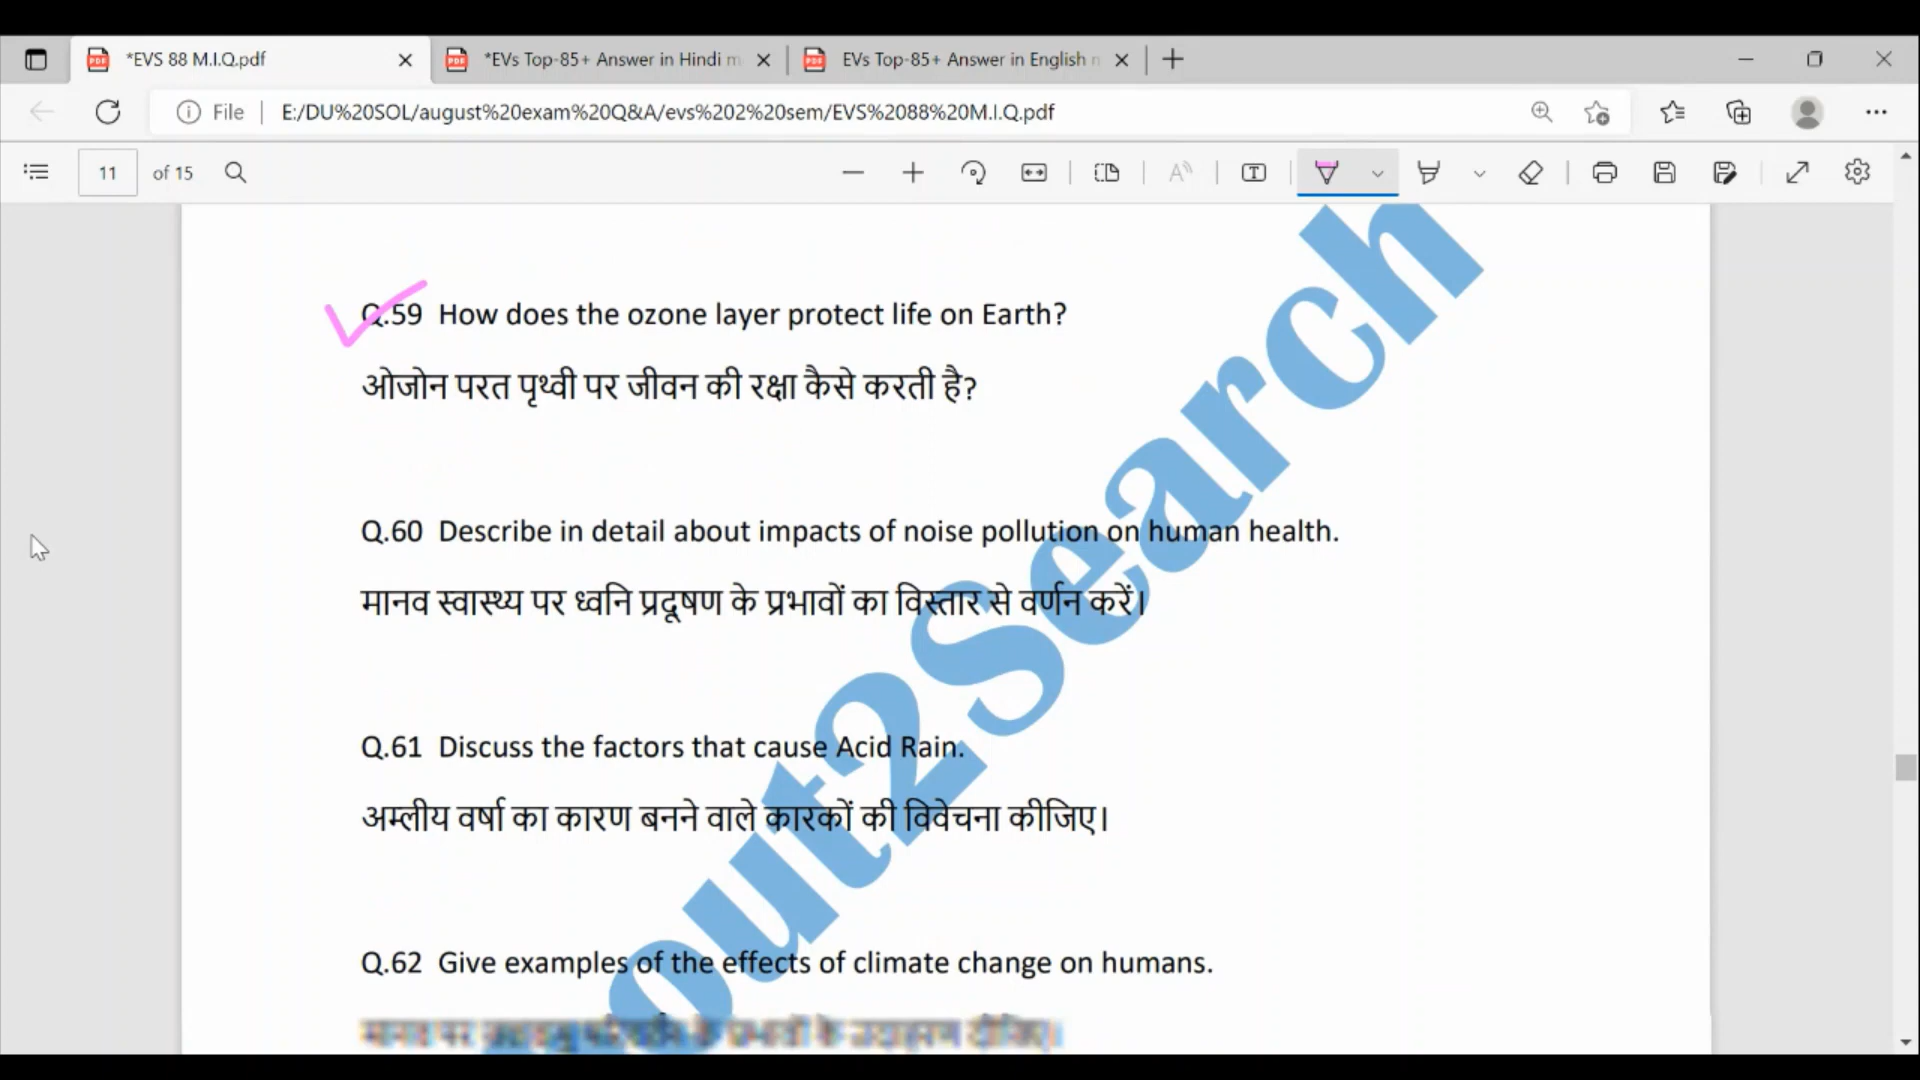 *EVS 88 M.I.Q.pdf
*EVs Top-85+ Answer in Hindi m
EVs Top-85+ Answer in English
File
E:/DU%20SOL/august%20exam%20Q&A/evs%202%20sem/EVS%2088%20M.I.Q.pdf
11 of 15
Q.59 How does the ozone layer protect life on Earth?
ओजोन परत पृथ्वी पर जीवन की रक्षा कैसे करती है?
Q.60 Describe in detail about impacts of noise pollution on human health.
मानव स्वास्थ्य पर ध्वनि प्रदूषण के प्रभावों का विस्तार से वर्णन करें।
Q.61 Discuss the factors that cause Acid Rain.
अम्लीय वर्षा का कारण बनने वाले कारकों की विवेचना कीजिए।
Q.62 Give examples of the effects of climate change on humans.
out2Search